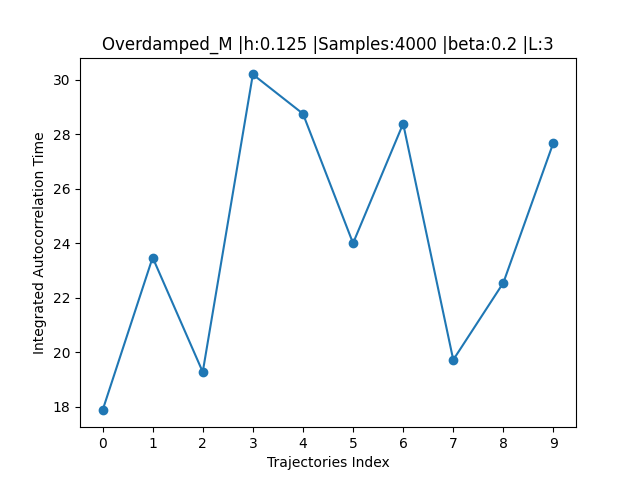 Overdamped_M |h:0.125 |Samples:4000 |beta:0.2 |L:3
Integrated Autocorrelation Time
30
28
26
24
22
20
18
0 1 2 3 4 5 6 7 8 9
Trajectories Index